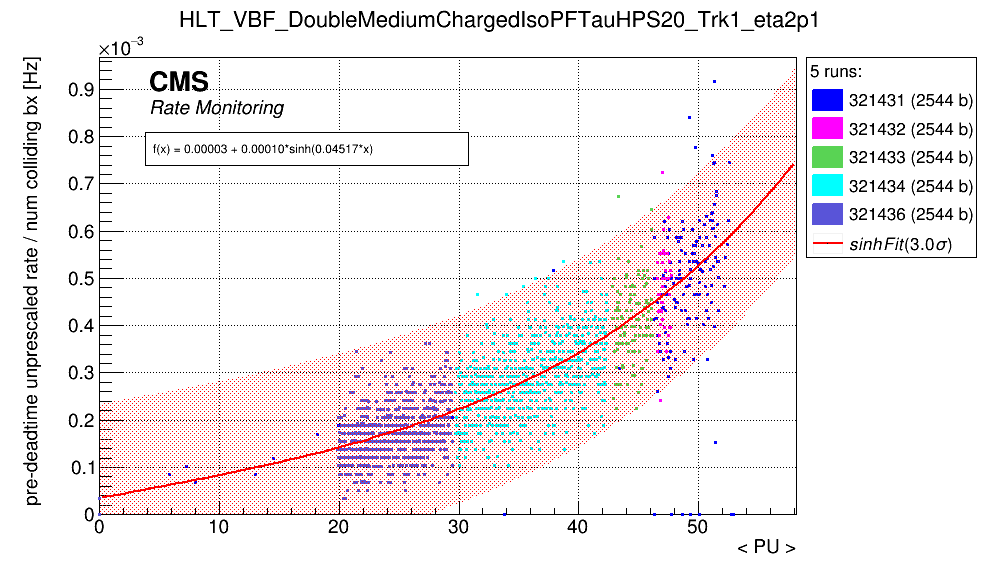 HLT_VBF_DoubleMediumChargedIsoPFTauHPS20_Trk1_eta2p1
×10⁻³
pre-deadtime unprescaled rate / num colliding bx [Hz]
CMS
Rate Monitoring
f(x) = 0.00003 + 0.00010*sinh(0.04517*x)
0.9
0.8
0.7
0.6
0.5
0.4
0.3
0.2
0.1
0
0 10 20 30 40 50
< PU >
5 runs:
321431 (2544 b)
321432 (2544 b)
321433 (2544 b)
321434 (2544 b)
321436 (2544 b)
sinhFit(3.0σ)